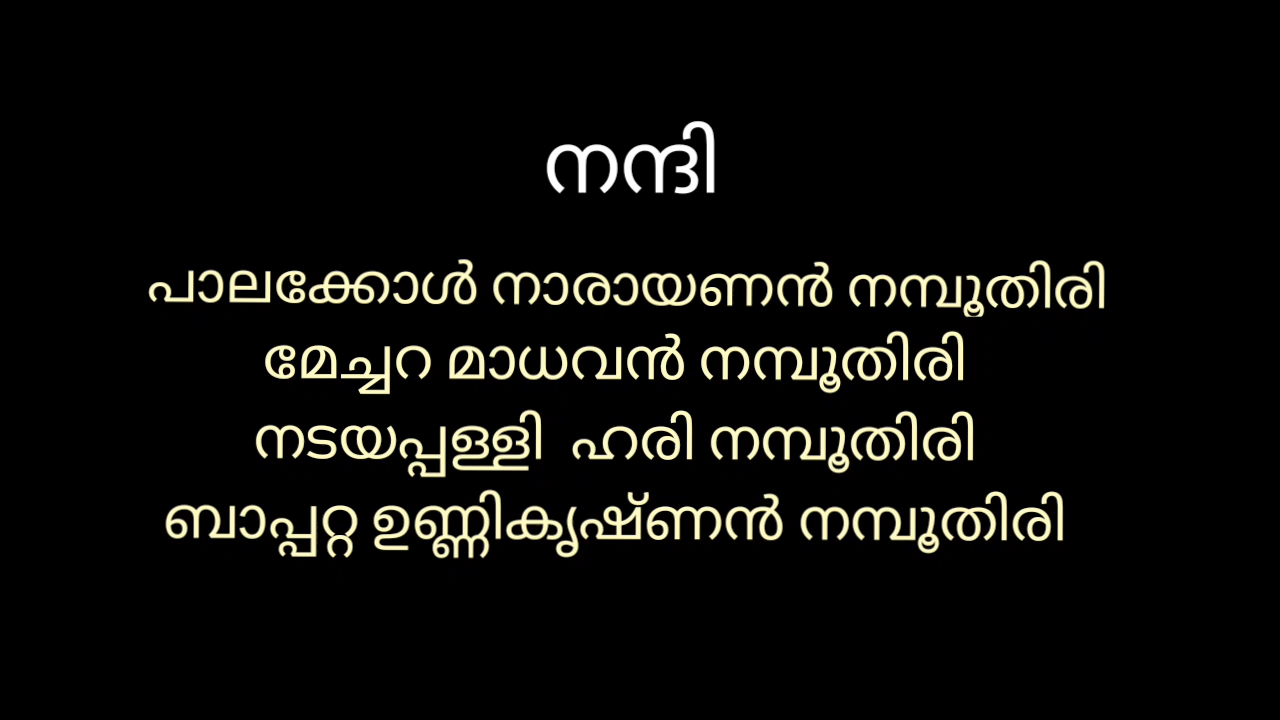 നന്ദി
പാലക്കോൾ നാരായണൻ നമ്പൂതിരി
മേച്ചറ മാധവൻ നമ്പൂതിരി
നടയപ്പള്ളി ഹരി നമ്പൂതിരി
ബാപ്പറ്റ ഉണ്ണികൃഷ്ണൻ നമ്പൂതിരി